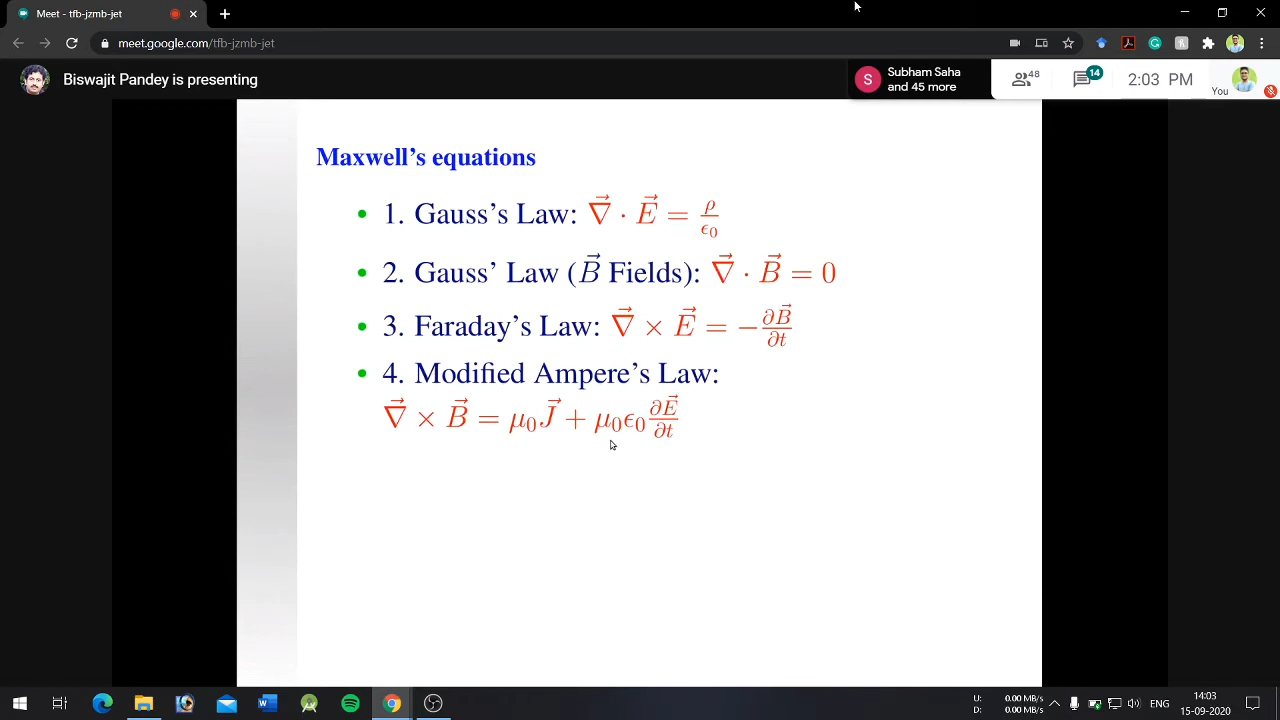 Meet - tfb-jzmb-jet
meet.google.com/tfb-jzmb-jet
Biswajit Pandey is presenting
S
Subham Saha
and 45 more
48
14
2:03 PM
You
Maxwell's equations
• 1. Gauss's Law: ∇⃗ · E⃗ = ρ/ϵ₀
• 2. Gauss' Law (B⃗ Fields): ∇⃗ · B⃗ = 0
• 3. Faraday's Law: ∇⃗ × E⃗ = −∂B⃗/∂t
• 4. Modified Ampere's Law:
∇⃗ × B⃗ = μ₀J⃗ + μ₀ϵ₀∂E⃗/∂t
U: 0.00 MB/s
D: 0.00 MB/s
ENG
14:03
15-09-2020